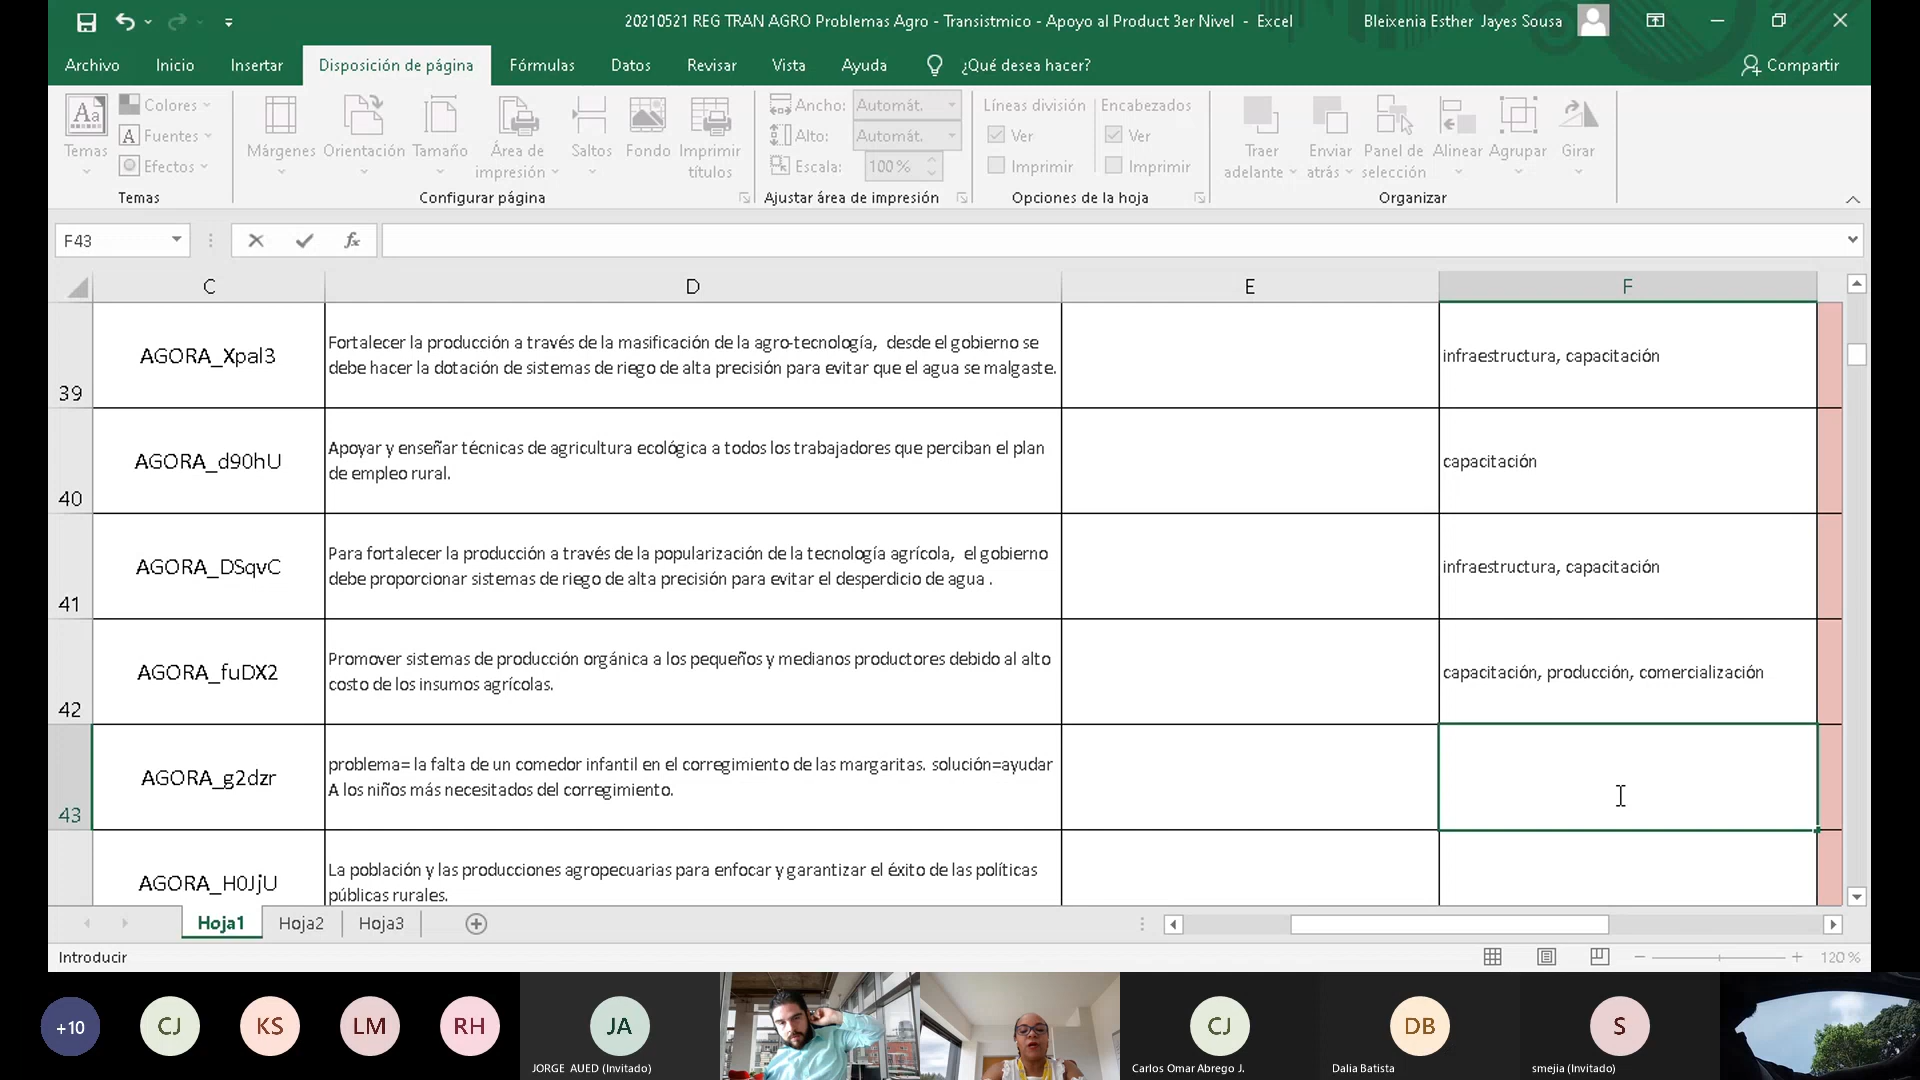 20210521 REG TRAN AGRO Problemas Agro - Transistmico - Apoyo al Product 3er Nivel - Excel
Bleixenia Esther Jayes Sousa
Archivo Inicio Insertar Disposición de página Fórmulas Datos Revisar Vista Ayuda ¿Qué desea hacer? Compartir
Temas
Colores
Fuentes
Efectos
Temas
Márgenes
Orientación
Tamaño
Área de
impresión
Saltos
Fondo
Imprimir
títulos
Configurar página
Ancho: Automát.
Alto: Automát.
Escala: 100 %
Ajustar área de impresión
Líneas división
Ver
Imprimir
Encabezados
Ver
Imprimir
Opciones de la hoja
Traer
adelante
Enviar
atrás
Panel de
selección
Alinear
Agrupar
Girar
Organizar
F43
fx
C D E F
39
AGORA_Xpal3
Fortalecer la producción a través de la masificación de la agro-tecnología, desde el gobierno se
debe hacer la dotación de sistemas de riego de alta precisión para evitar que el agua se malgaste.
infraestructura, capacitación
40
AGORA_d90hU
Apoyar y enseñar técnicas de agricultura ecológica a todos los trabajadores que perciban el plan
de empleo rural.
capacitación
41
AGORA_DSqvC
Para fortalecer la producción a través de la popularización de la tecnología agrícola, el gobierno
debe proporcionar sistemas de riego de alta precisión para evitar el desperdicio de agua .
infraestructura, capacitación
42
AGORA_fuDX2
Promover sistemas de producción orgánica a los pequeños y medianos productores debido al alto
costo de los insumos agrícolas.
capacitación, producción, comercialización
43
AGORA_g2dzr
problema= la falta de un comedor infantil en el corregimiento de las margaritas. solución=ayudar
A los niños más necesitados del corregimiento.
AGORA_H0JjU
La población y las producciones agropecuarias para enfocar y garantizar el éxito de las políticas
públicas rurales.
Hoja1 Hoja2 Hoja3
Introducir
120 %
+10
CJ
KS
LM
RH
JA
JORGE AUED (Invitado)
CJ
Carlos Omar Abrego J.
DB
Dalia Batista
S
smejia (Invitado)